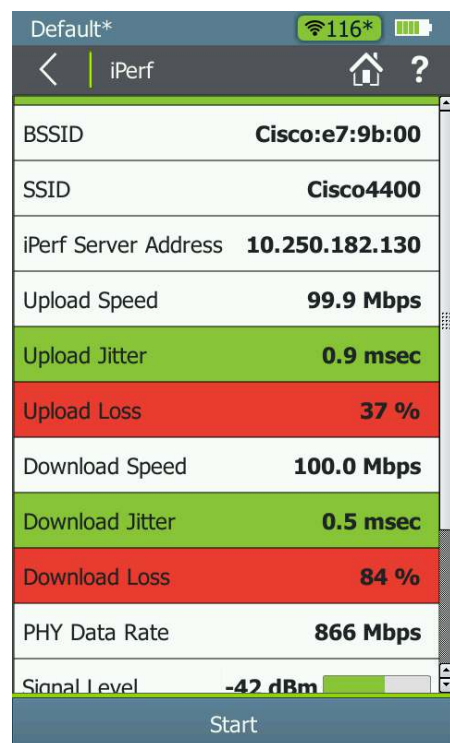 Default* 116*
iPerf ?
BSSID Cisco:e7:9b:00
SSID Cisco4400
iPerf Server Address 10.250.182.130
Upload Speed 99.9 Mbps
Upload Jitter 0.9 msec
Upload Loss 37 %
Download Speed 100.0 Mbps
Download Jitter 0.5 msec
Download Loss 84 %
PHY Data Rate 866 Mbps
Signal Level -42 dBm
Start